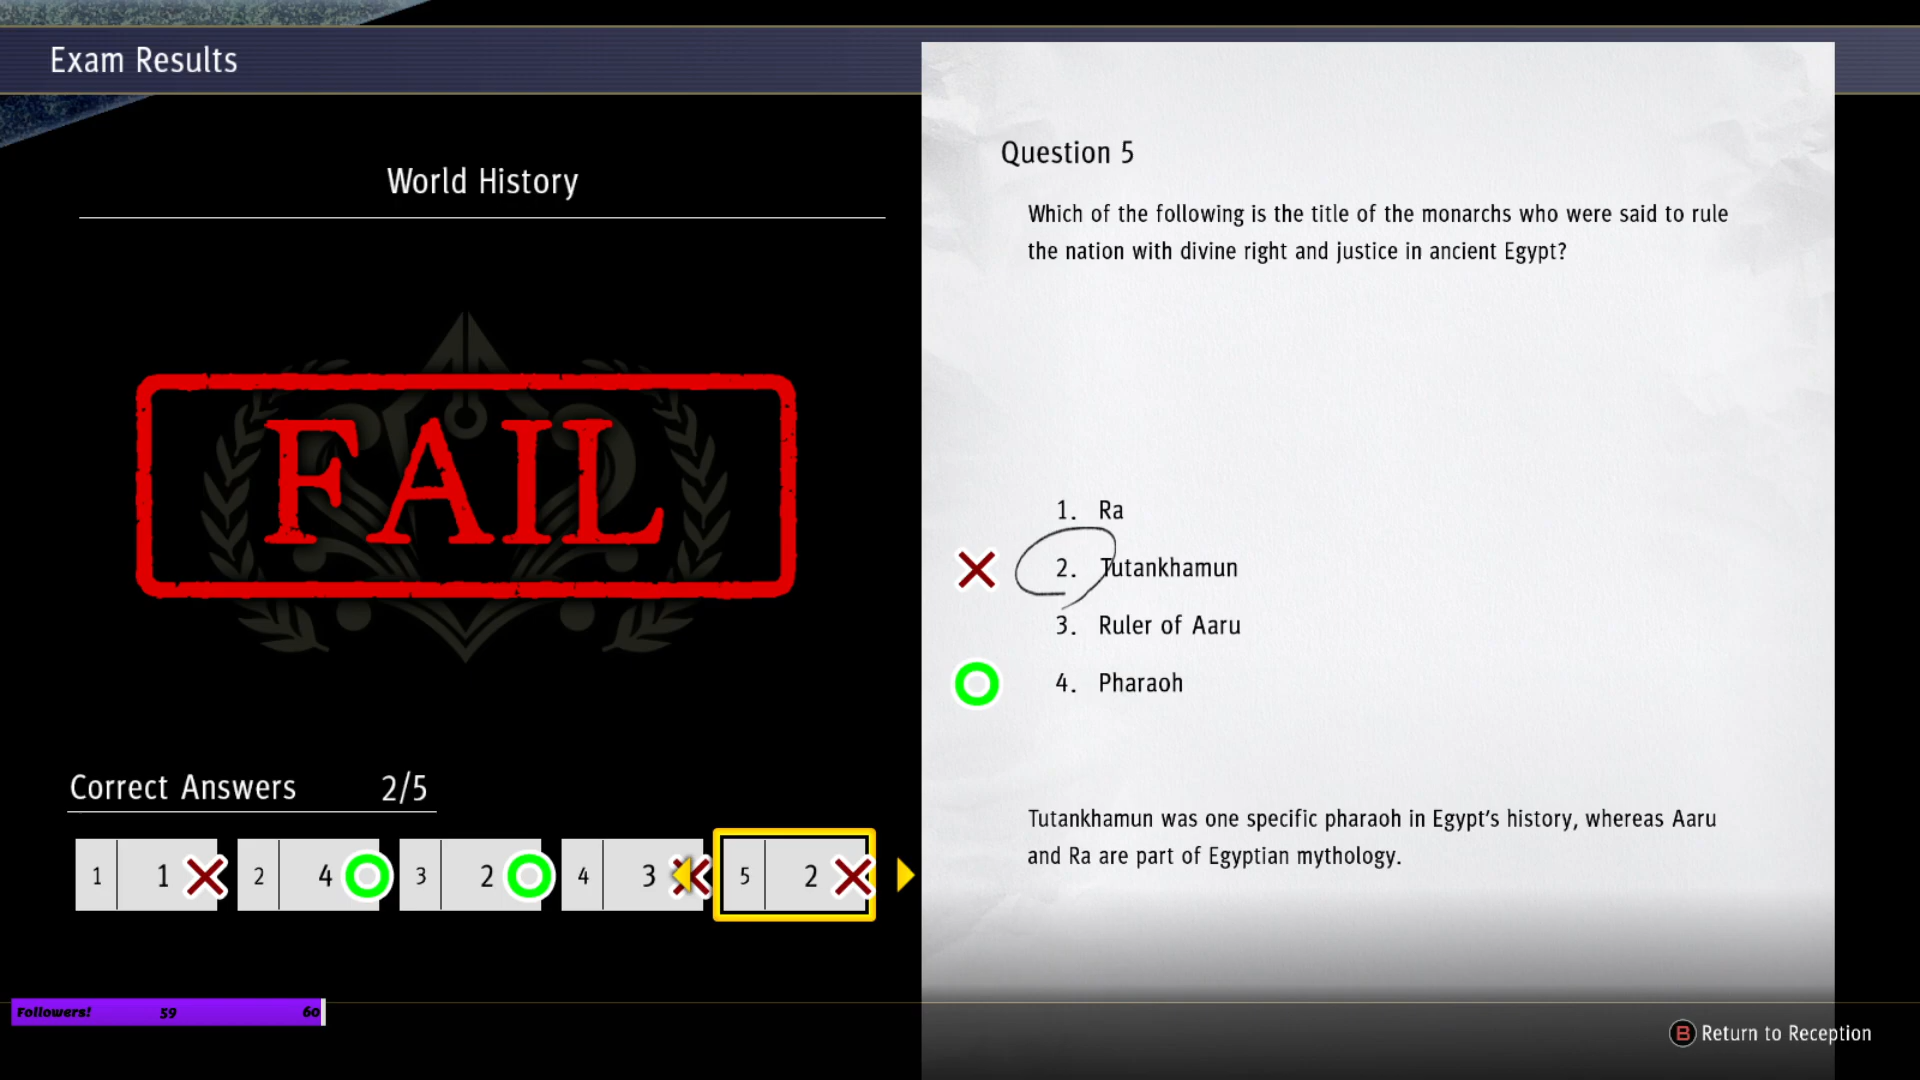 Exam Results
World History
FAIL
Correct Answers 2/5
1 1 2 4 3 2 4 3 5 2
Followers! 59 60
Question 5
Which of the following is the title of the monarchs who were said to rule
the nation with divine right and justice in ancient Egypt?
1. Ra
2. Tutankhamun
3. Ruler of Aaru
4. Pharaoh
Tutankhamun was one specific pharaoh in Egypt's history, whereas Aaru
and Ra are part of Egyptian mythology.
B Return to Reception